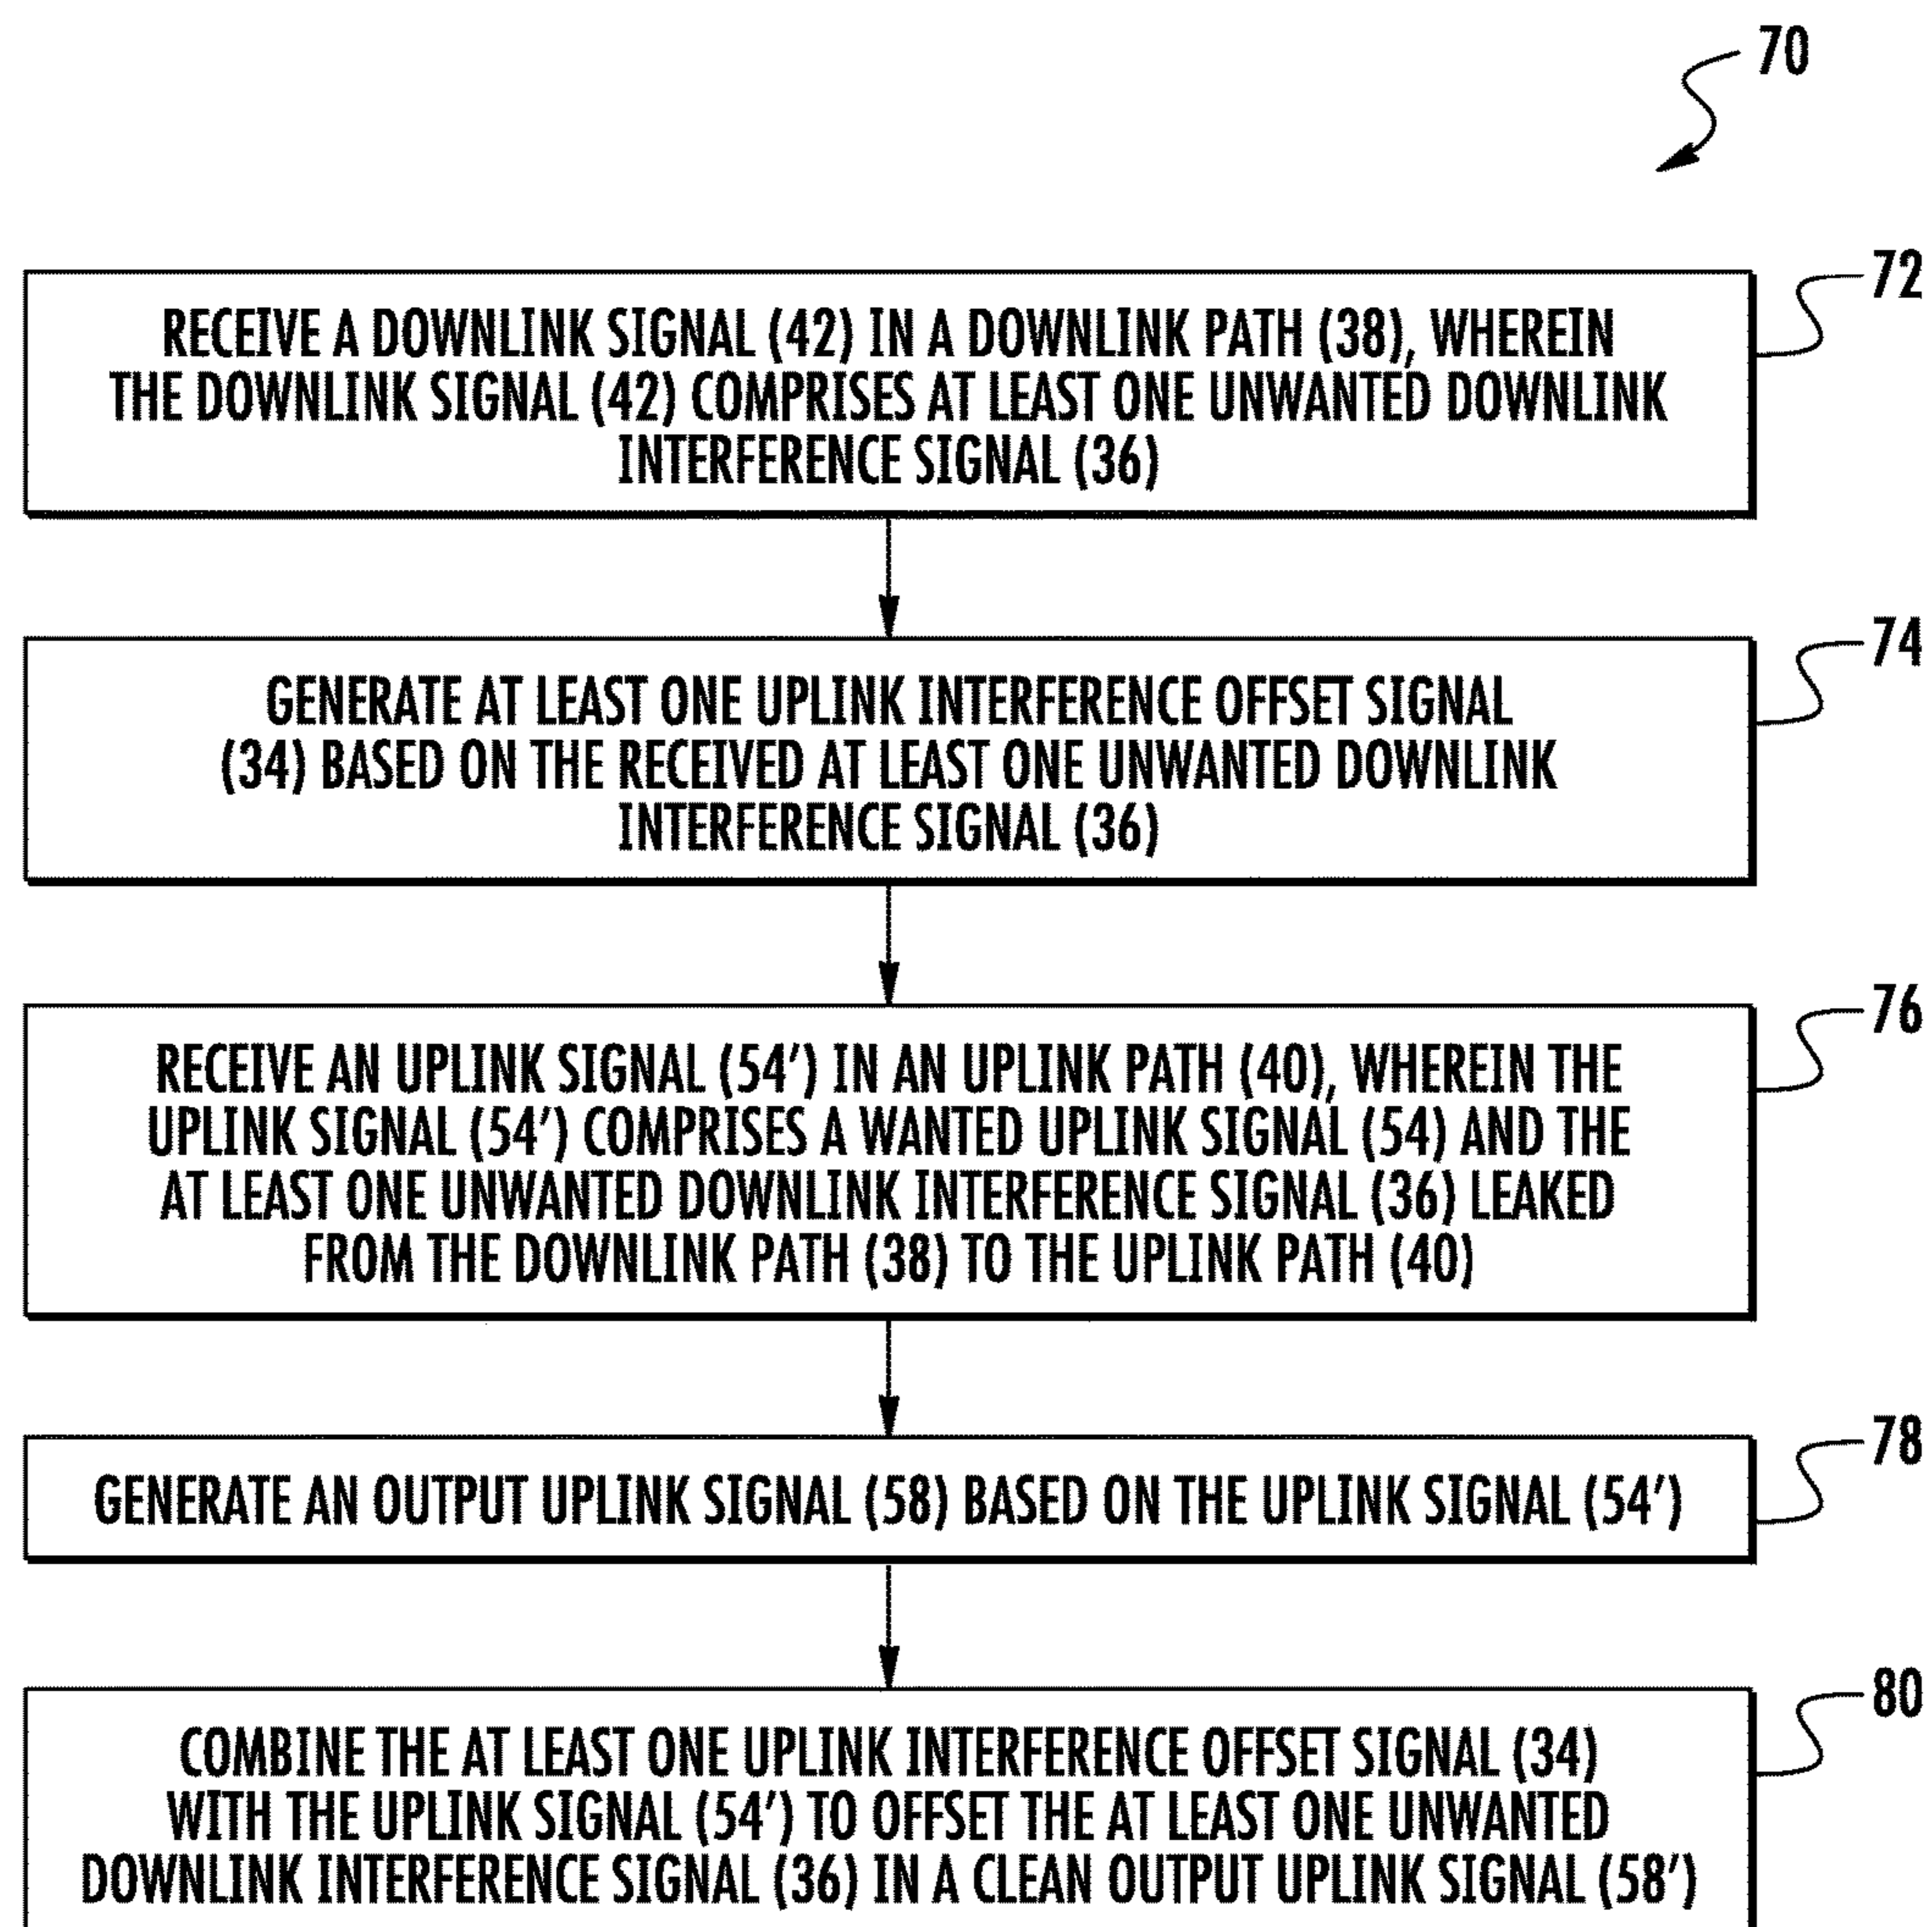 70
72
RECEIVE A DOWNLINK SIGNAL (42) IN A DOWNLINK PATH (38), WHEREIN
THE DOWNLINK SIGNAL (42) COMPRISES AT LEAST ONE UNWANTED DOWNLINK
INTERFERENCE SIGNAL (36)
74
GENERATE AT LEAST ONE UPLINK INTERFERENCE OFFSET SIGNAL
(34) BASED ON THE RECEIVED AT LEAST ONE UNWANTED DOWNLINK
INTERFERENCE SIGNAL (36)
76
RECEIVE AN UPLINK SIGNAL (54') IN AN UPLINK PATH (40), WHEREIN THE
UPLINK SIGNAL (54') COMPRISES A WANTED UPLINK SIGNAL (54) AND THE
AT LEAST ONE UNWANTED DOWNLINK INTERFERENCE SIGNAL (36) LEAKED
FROM THE DOWNLINK PATH (38) TO THE UPLINK PATH (40)
78
GENERATE AN OUTPUT UPLINK SIGNAL (58) BASED ON THE UPLINK SIGNAL (54')
80
COMBINE THE AT LEAST ONE UPLINK INTERFERENCE OFFSET SIGNAL (34)
WITH THE UPLINK SIGNAL (54') TO OFFSET THE AT LEAST ONE UNWANTED
DOWNLINK INTERFERENCE SIGNAL (36) IN A CLEAN OUTPUT UPLINK SIGNAL (58')